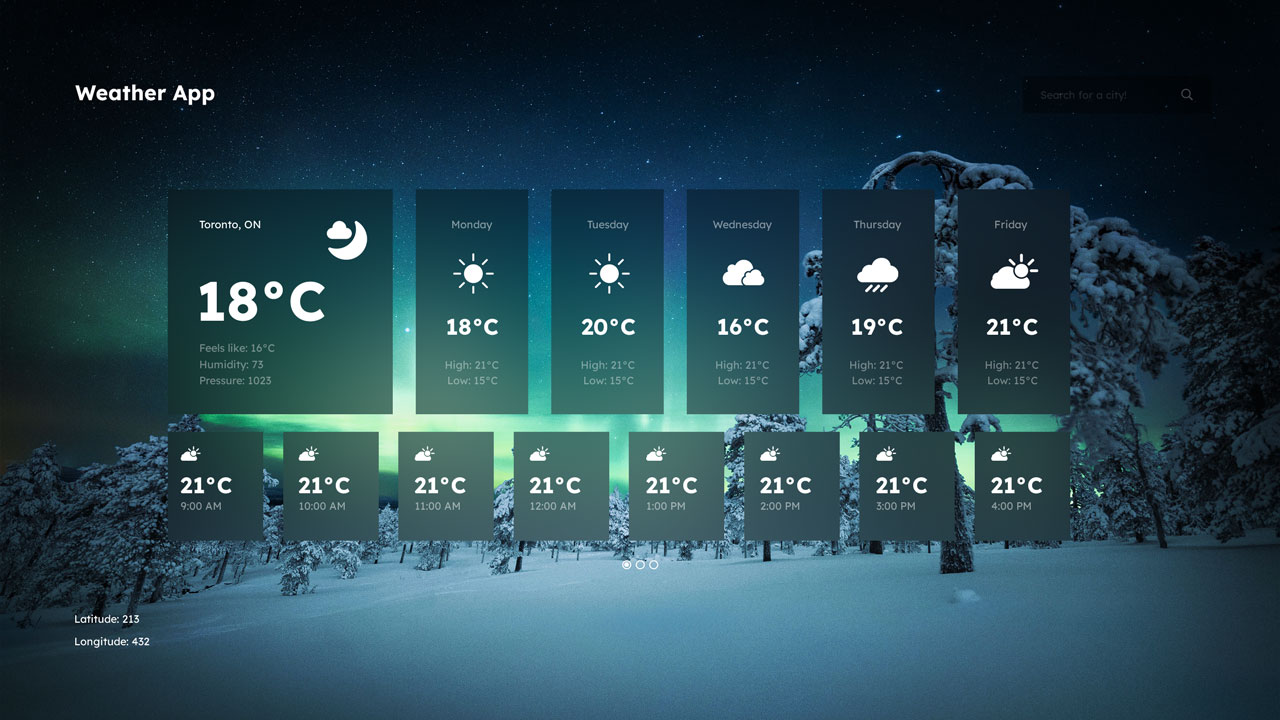 Weather App
Search for a city!
Toronto, ON
18°C
Feels like: 16°C
Humidity: 73
Pressure: 1023
Monday
18°C
High: 21°C
Low: 15°C
Tuesday
20°C
High: 21°C
Low: 15°C
Wednesday
16°C
High: 21°C
Low: 15°C
Thursday
19°C
High: 21°C
Low: 15°C
Friday
21°C
High: 21°C
Low: 15°C
21°C
9:00 AM
21°C
10:00 AM
21°C
11:00 AM
21°C
12:00 AM
21°C
1:00 PM
21°C
2:00 PM
21°C
3:00 PM
21°C
4:00 PM
Latitude: 213
Longitude: 432